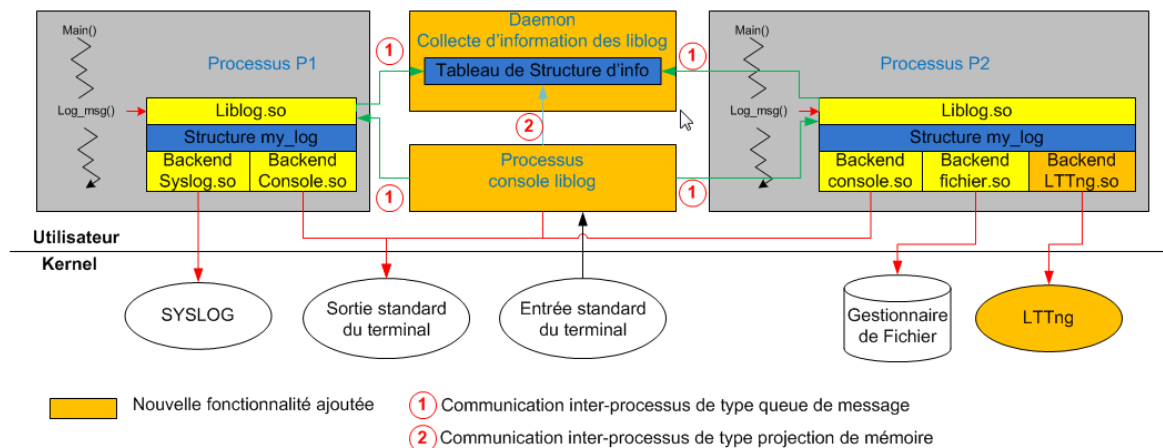 Main()
Processus P1
Log_msg()
Liblog.so
Structure my_log
Backend
Syslog.so
Backend
Console.so
1
1
Daemon
Collecte d'information des liblog
Tableau de Structure d'info
2
Processus
console liblog
1
1
Main()
Processus P2
Log_msg()
Liblog.so
Structure my_log
Backend
console.so
Backend
fichier.so
Backend
LTTng.so
Utilisateur
Kernel
SYSLOG
Sortie standard
du terminal
Entrée standard
du terminal
Gestionnaire
de Fichier
LTTng
Nouvelle fonctionnalité ajoutée
1 Communication inter-processus de type queue de message
2 Communication inter-processus de type projection de mémoire